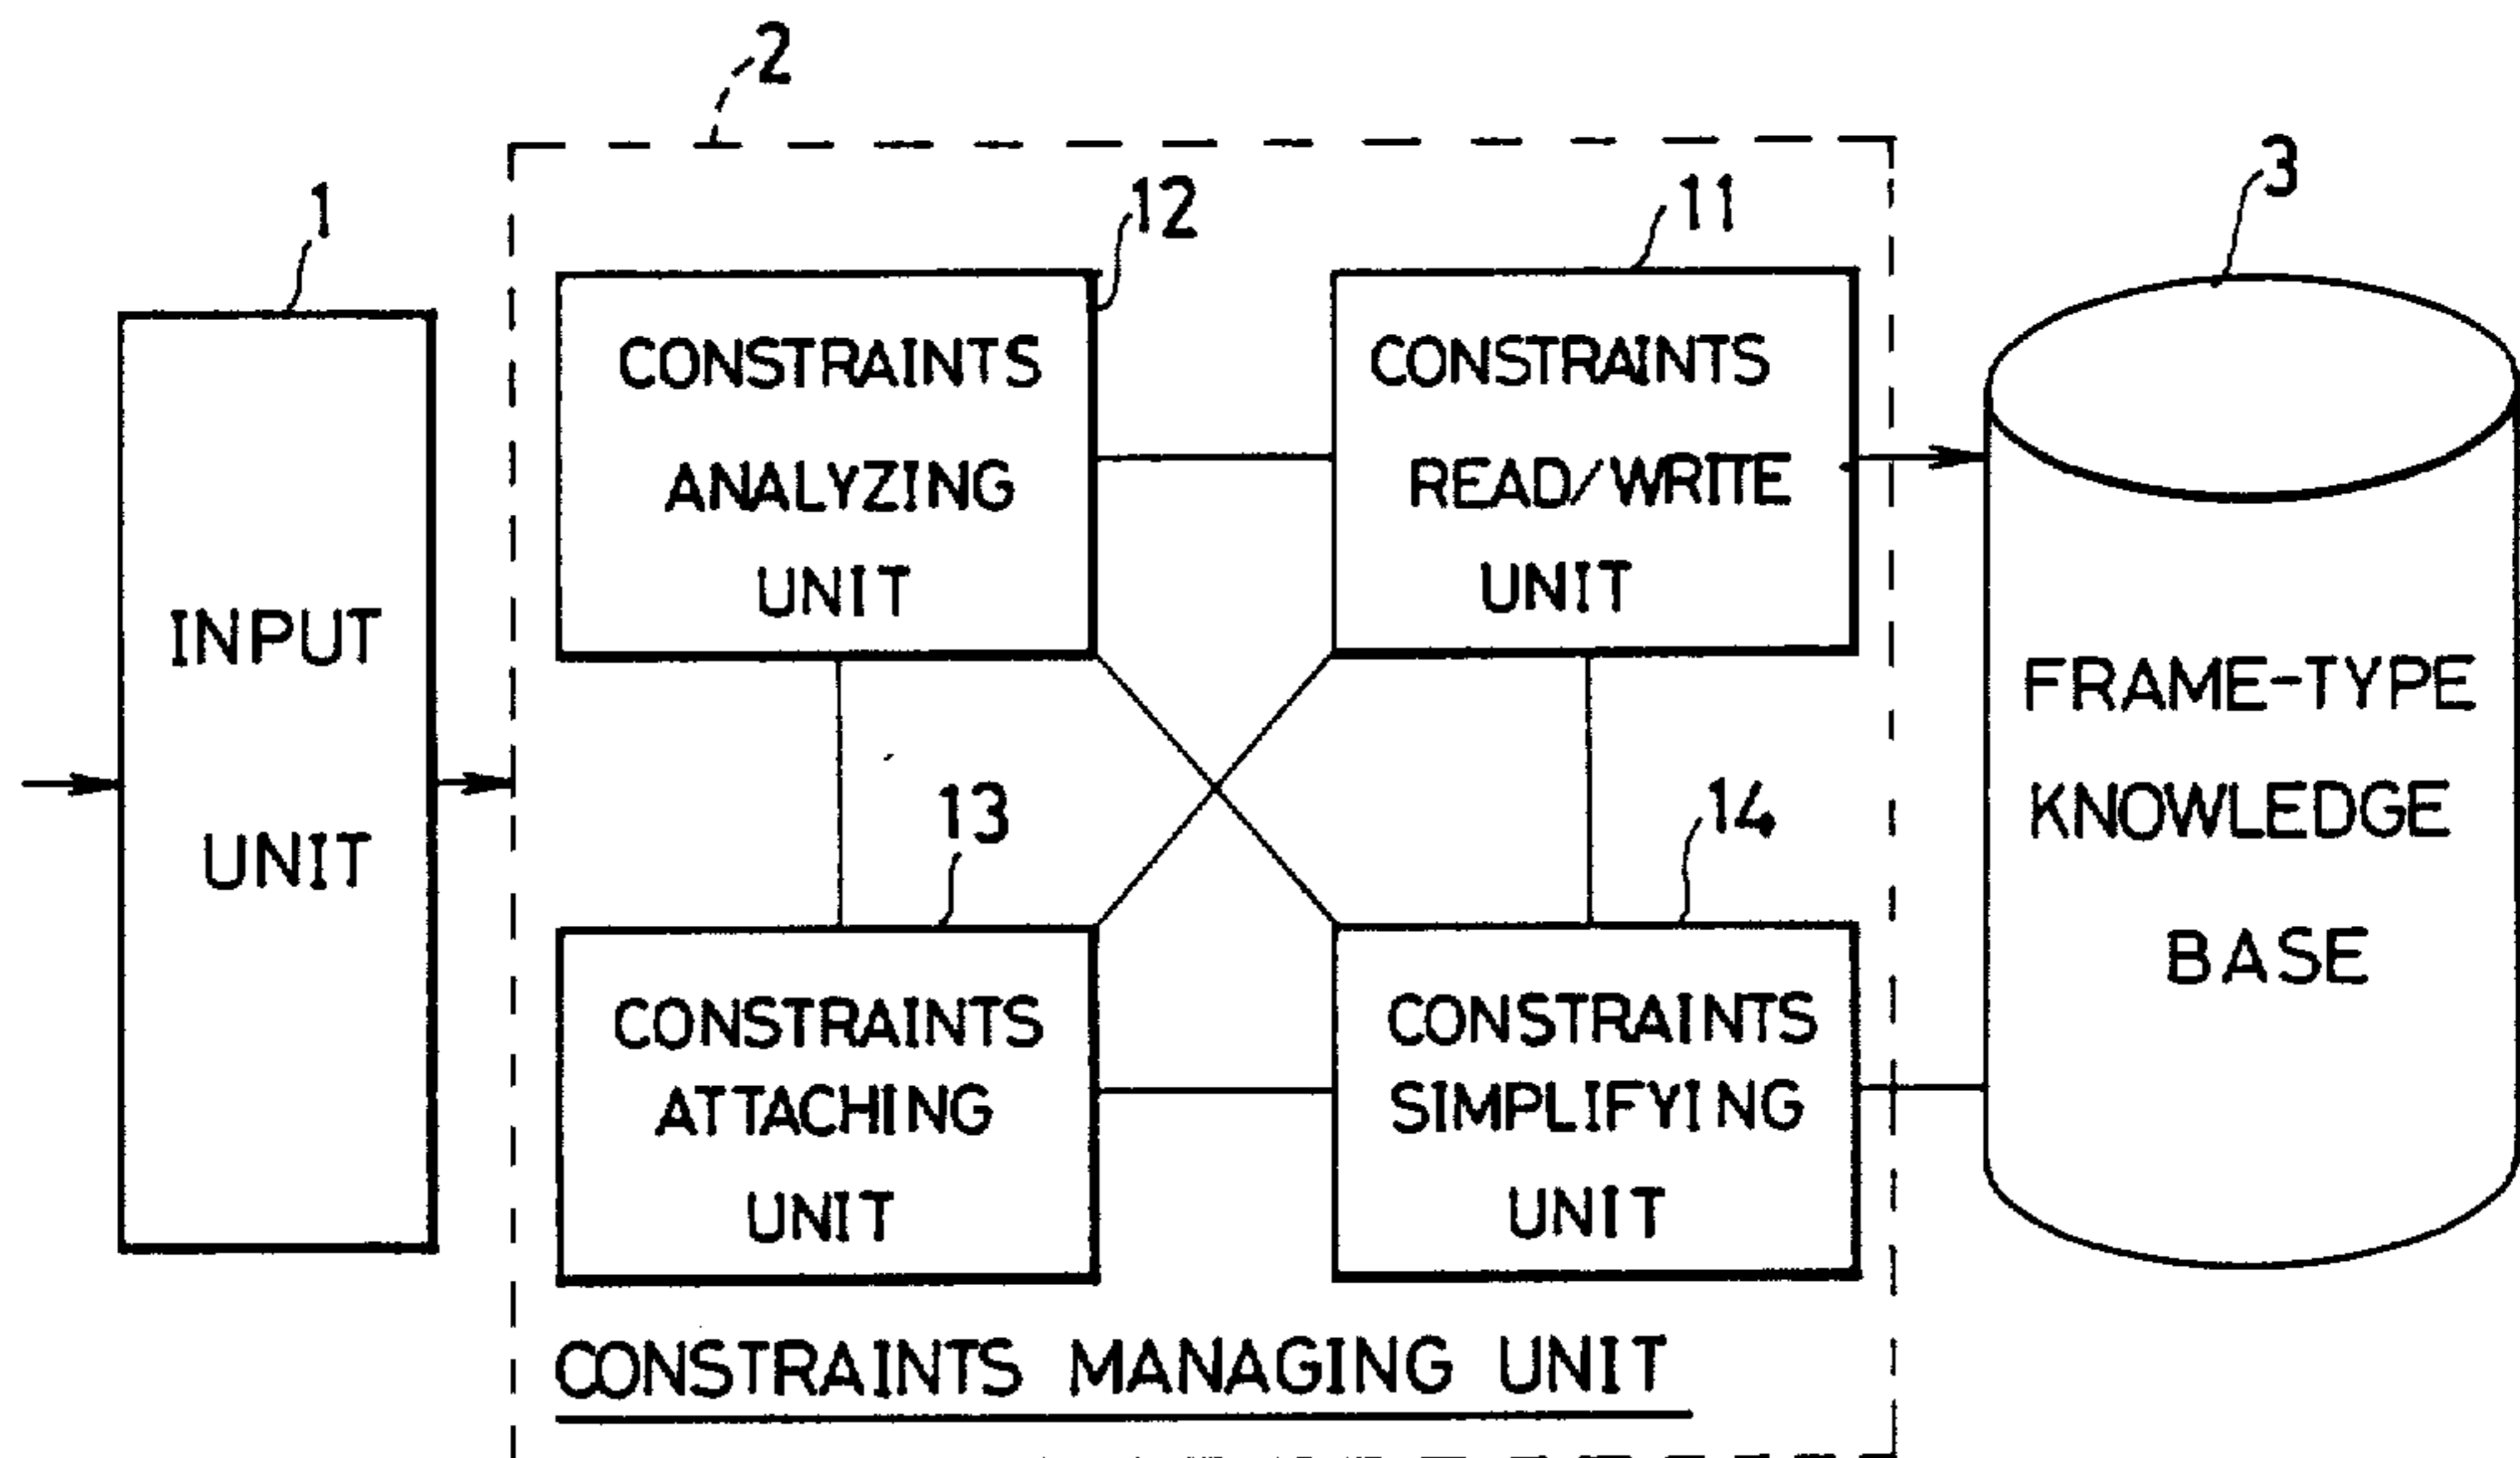 2
1
12
11
3
CONSTRAINTS
ANALYZING
UNIT
CONSTRAINTS
READ/WRITE
UNIT
INPUT
UNIT
FRAME-TYPE
KNOWLEDGE
BASE
13
14
CONSTRAINTS
ATTACHING
UNIT
CONSTRAINTS
SIMPLIFYING
UNIT
CONSTRAINTS MANAGING UNIT